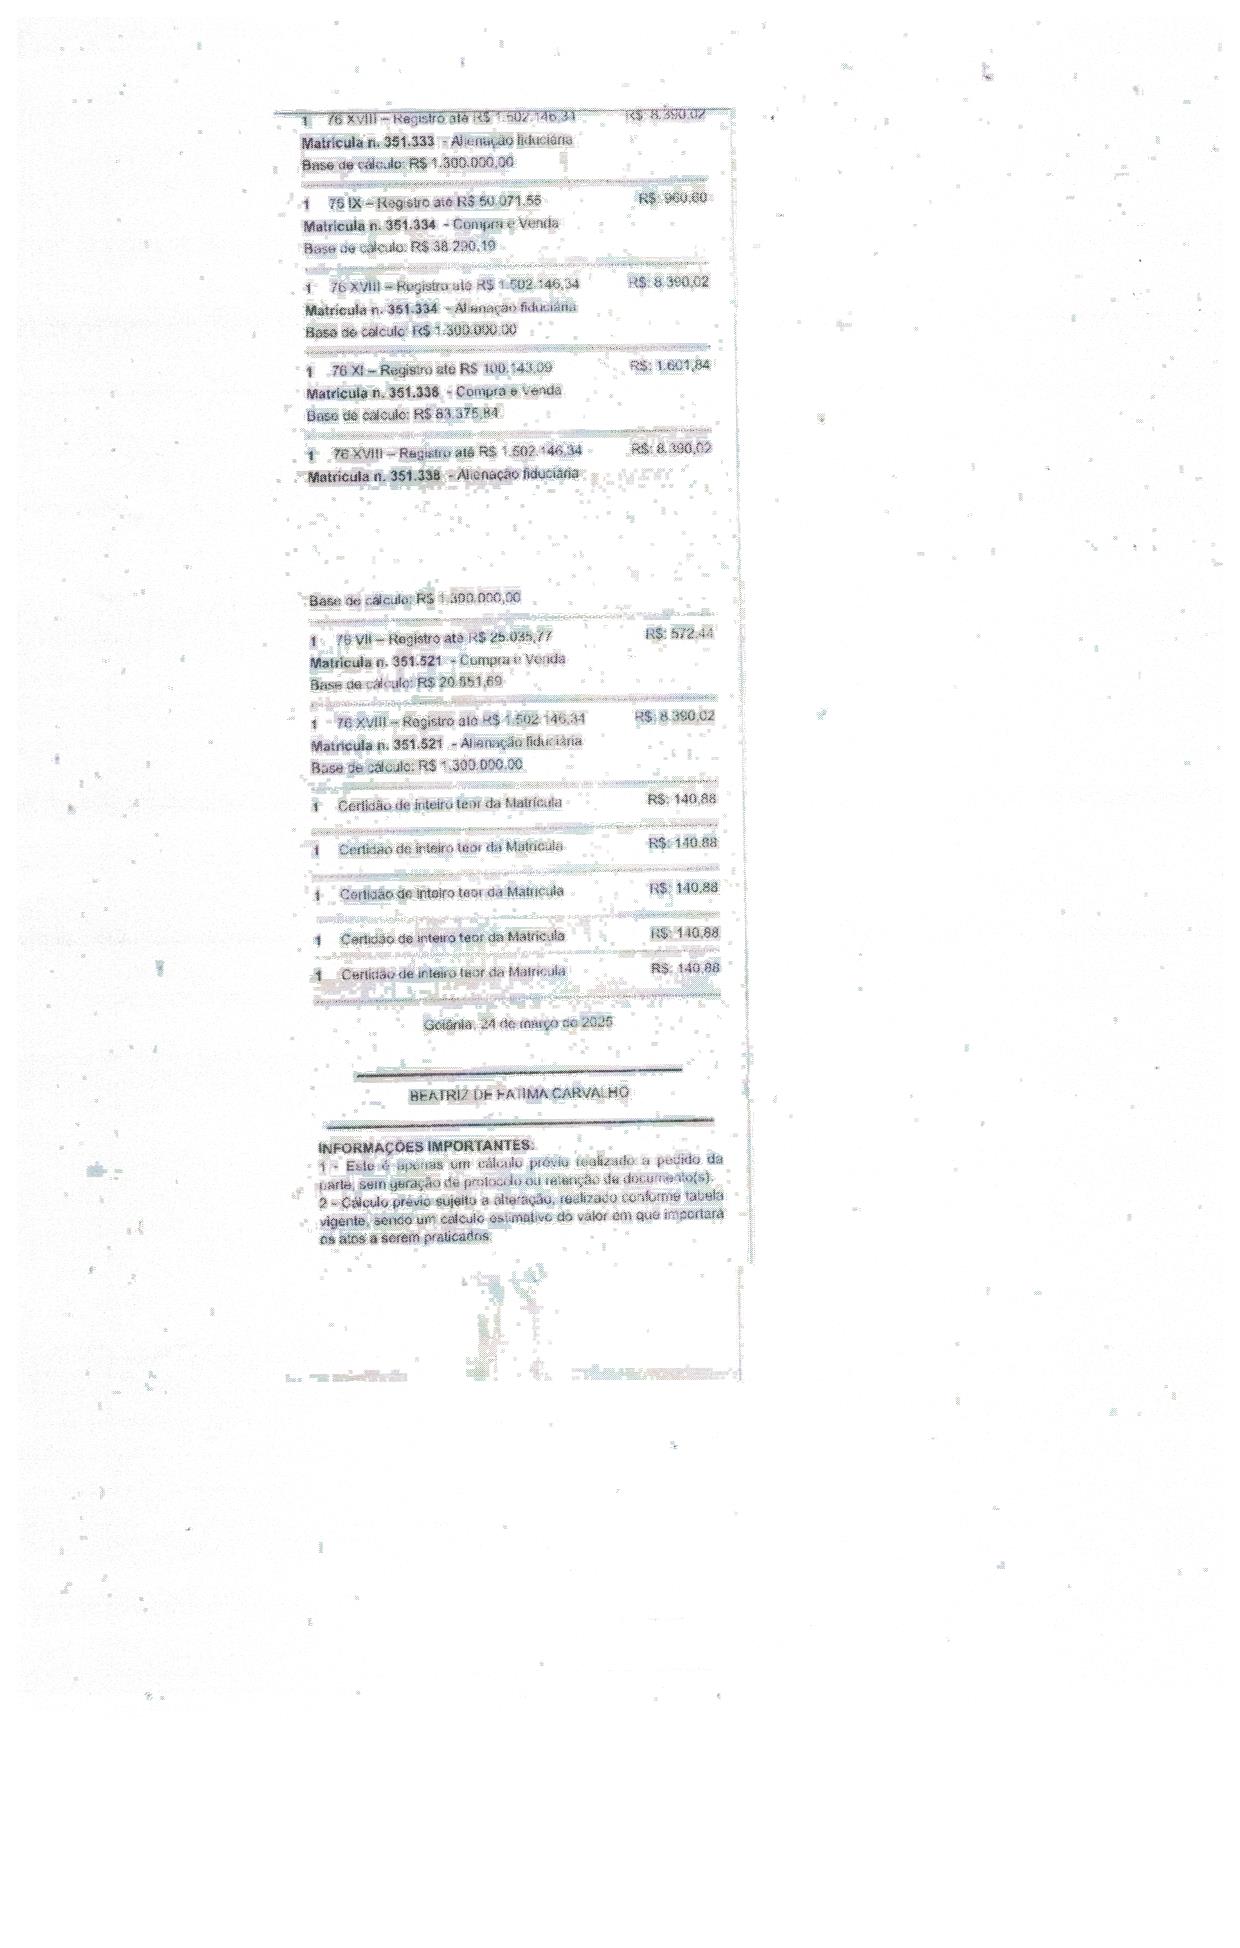 1 76 XVIII – Registro até R$ 1.502.146,34 R$: 8.390,02
Matrícula n. 351.333 - Alienação fiduciária
Base de cálculo: R$ 1.300.000,00
1 76 IX – Registro até R$ 50.071,55 R$: 960,60
Matrícula n. 351.334 - Compra e Venda
Base de cálculo: R$ 38.290,19
1 76 XVIII – Registro até R$ 1.502.146,34 R$: 8.390,02
Matrícula n. 351.334 - Alienação fiduciária
Base de cálculo: R$ 1.300.000,00
1 76 XI – Registro até R$ 100.143,09 R$: 1.601,84
Matrícula n. 351.338 - Compra e Venda
Base de cálculo: R$ 83.375,84
1 76 XVIII – Registro até R$ 1.502.146,34 R$: 8.390,02
Matrícula n. 351.338 - Alienação fiduciária
Base de cálculo: R$ 1.300.000,00
1 76 VII – Registro até R$ 25.035,77 R$: 572,44
Matrícula n. 351.521 - Compra e Venda
Base de cálculo: R$ 20.551,69
1 76 XVIII – Registro até R$ 1.502.146,34 R$: 8.390,02
Matrícula n. 351.521 - Alienação fiduciária
Base de cálculo: R$ 1.300.000,00
1 Certidão de inteiro teor da Matrícula R$: 140,88
1 Certidão de inteiro teor da Matrícula R$: 140,88
1 Certidão de inteiro teor da Matrícula R$: 140,88
1 Certidão de inteiro teor da Matrícula R$: 140,88
1 Certidão de inteiro teor da Matrícula R$: 140,88
Goiânia, 24 de março de 2025
BEATRIZ DE FATIMA CARVALHO
INFORMAÇÕES IMPORTANTES:
1 - Este é apenas um cálculo prévio realizado a pedido da
parte, sem geração de protocolo ou retenção de documento(s).
2 - Cálculo prévio sujeito a alteração, realizado conforme tabela
vigente, sendo um calculo estimativo do valor em que importará
os atos a serem praticados.